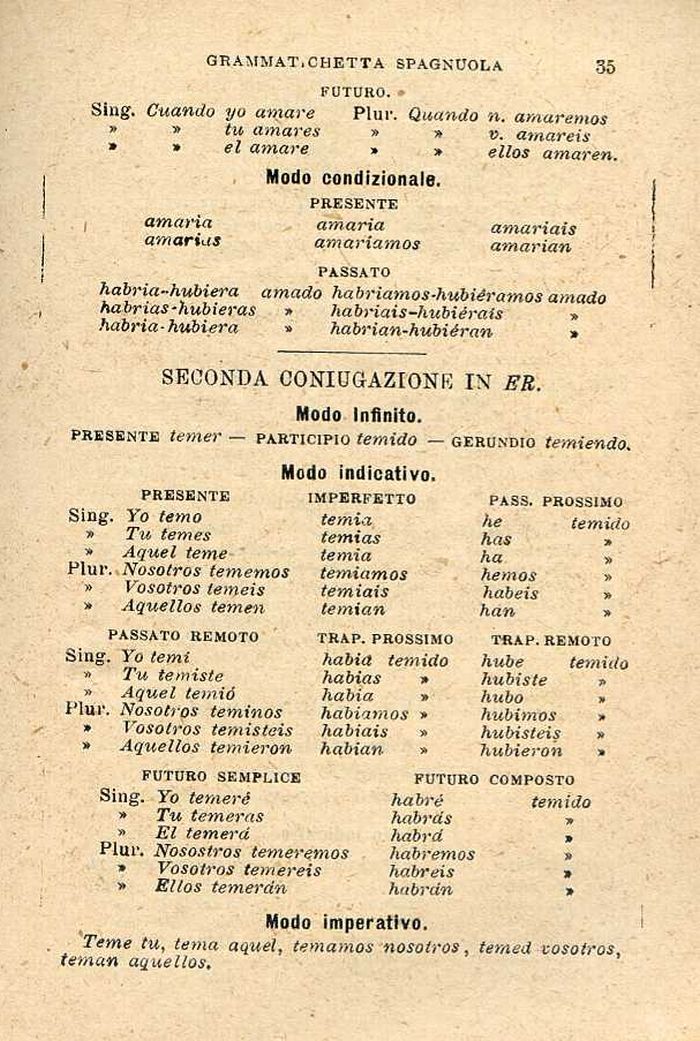 GRAMMAT.CHETTA SPAGNUOLA 35
FUTURO.
Sing. Cuando yo amare Plur. Quando n. amaremos
» » tu amares » » v. amareis
» » el amare » » ellos amaren.
Modo condizionale.
PRESENTE
amaria amaria amariais
amarias amariamos amarian
PASSATO
habria-hubiera amado habriamos-hubiéramos amado
habrias-hubieras » habriais-hubiérais »
habria-hubiera » habrian-hubiéran »
SECONDA CONIUGAZIONE IN ER.
Modo Infinito.
PRESENTE temer — PARTICIPIO temido — GERUNDIO temiendo.
Modo indicativo.
PRESENTE IMPERFETTO PASS. PROSSIMO
Sing. Yo temo temia he temido
» Tu temes temias has »
» Aquel teme temia ha »
Plur. Nosotros tememos temiamos hemos »
» Vosotros temeis temiais habeis »
» Aquellos temen temian han »
PASSATO REMOTO TRAP. PROSSIMO TRAP. REMOTO
Sing. Yo temí habia temido hube temido
» Tu temiste habias » hubiste »
» Aquel temió habia » hubo »
Plur. Nosotros teminos habiamos » hubimos »
» Vosotros temisteis habiais » hubisteis »
» Aquellos temieron habian » hubieron »
FUTURO SEMPLICE FUTURO COMPOSTO
Sing. Yo temeré habré temido
» Tu temeras habrás »
» El temerá habrá »
Plur. Nosostros temeremos habremos »
» Vosotros temereis habreis »
» Ellos temerán habrán »
Modo imperativo.
Teme tu, tema aquel, temamos nosotros, temed vosotros,
teman aquellos.